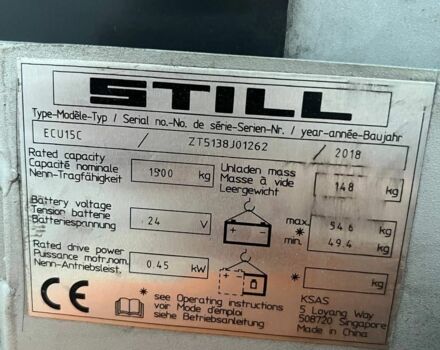 STILL
Type-Modèle-Typ / Serial no.-No. de série-Serien-Nr. / year-année-Baujahr
ECU15C / ZT5138J01262 / 2018
Rated capacity
Capacité nominale
Nenn-Tragfähigkeit
1500 kg
Unladen mass
Masse à vide
Leergewicht
148 kg
Battery voltage
Tension batterie
Batteriespannung
24 V
max. 54.6 kg
*
min. 49.4
Rated drive power
Puissance motr.nom.
Nenn-Antriebsleist.
0.45 kW
* kg
CE
* see Operating instructions
voir Mode d'emploi
siehe Betriebsanleitung
KSAS
5 Loyang Way
508720 Singapore
Made in China